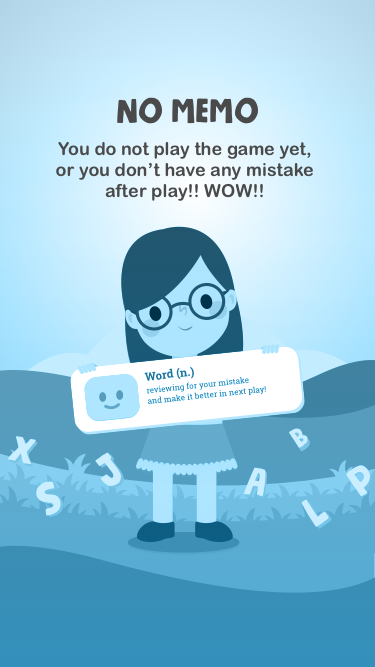 NO MEMO
You do not play the game yet,
or you don't have any mistake
after play!! WOW!!
Word (n.)
reviewing for your mistake
and make it better in next play!
X
J
S
B
A
L
P